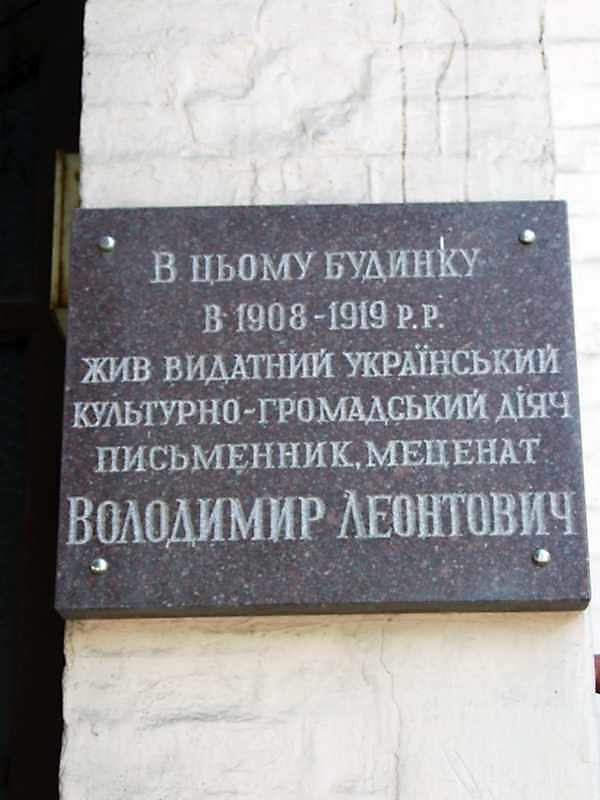 В цьому будинку
в 1908-1919 р.р.
жив видатний український
культурно-громадський діяч
письменник, меценат
Володимир Леонтович